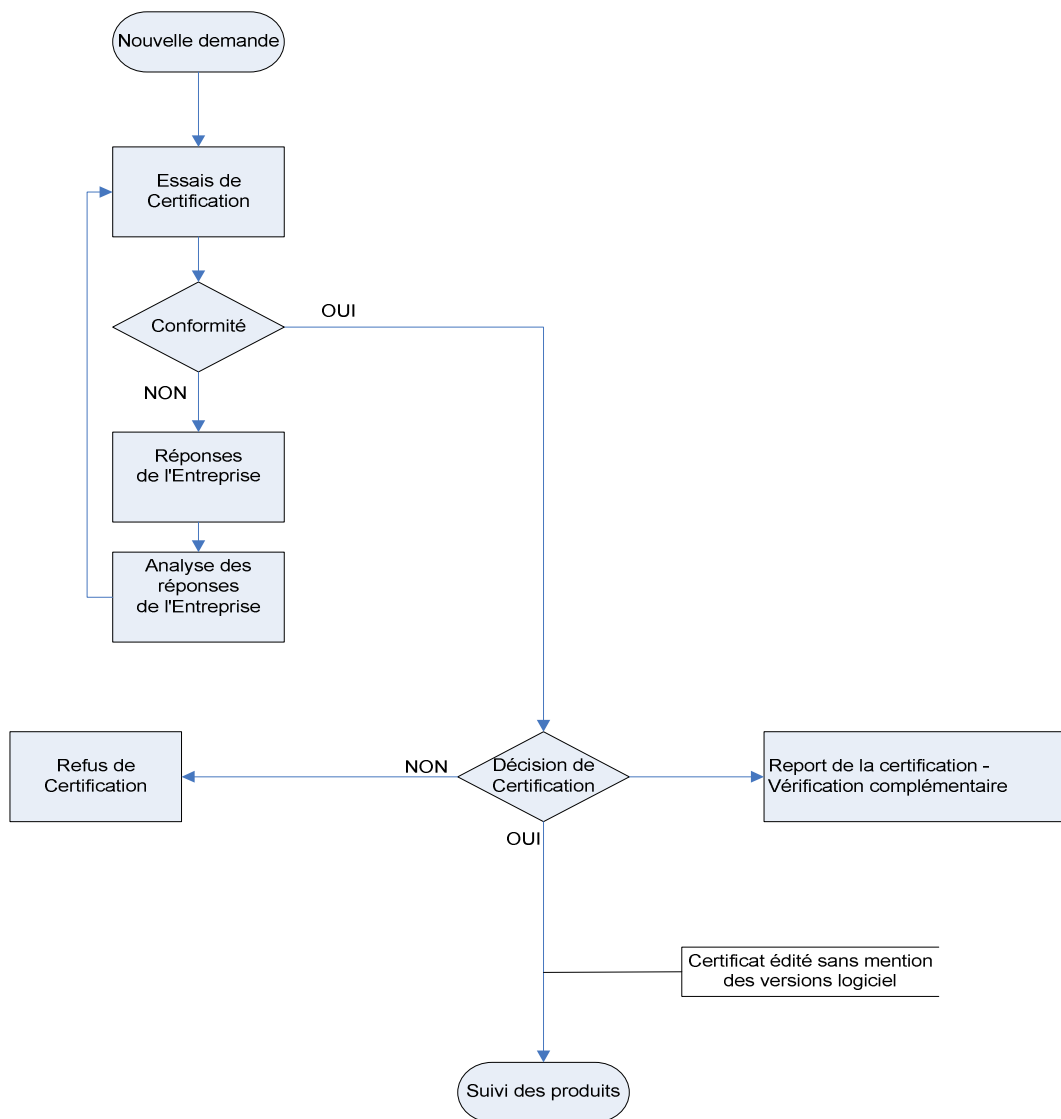 Nouvelle demande
Essais de
Certification
Conformité
OUI
NON
Réponses
de l'Entreprise
Analyse des
réponses
de l'Entreprise
Refus de
Certification
NON
Décision de
Certification
Report de la certification -
Vérification complémentaire
OUI
Certificat édité sans mention
des versions logiciel
Suivi des produits